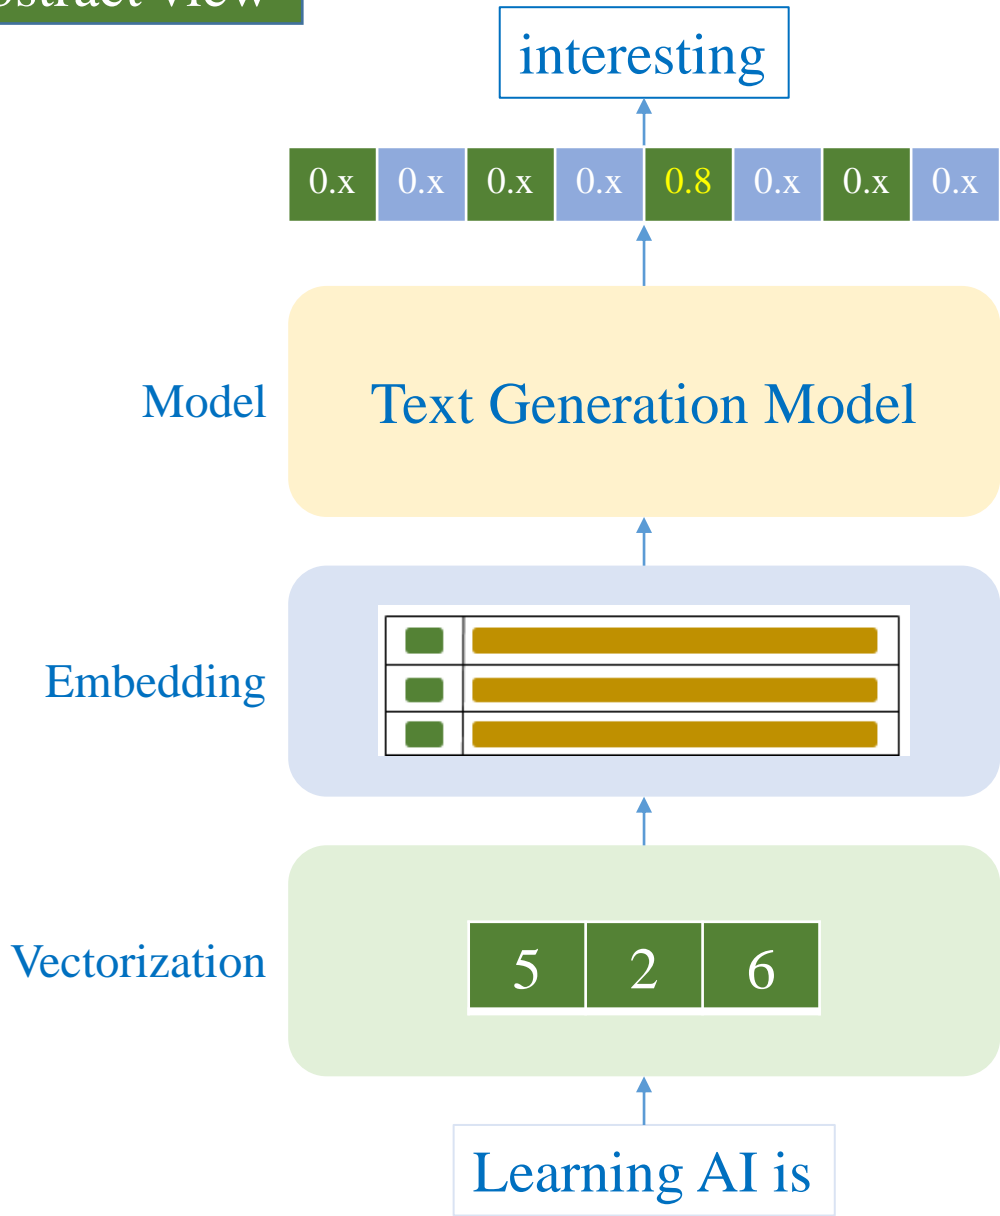 interesting
0.x 0.x 0.x 0.x 0.8 0.x 0.x 0.x
Model
Text Generation Model
Embedding
Vectorization
5 2 6
Learning AI is